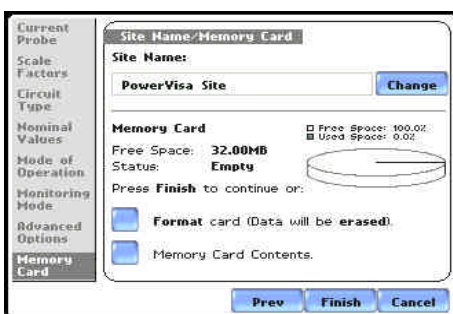 Current
Probe
Scale
Factors
Circuit
Type
Nominal
Values
Mode of
Operation
Monitoring
Mode
Advanced
Options
Memory
Card
Site Name/Memory Card
Site Name:
PowerVisa Site
Change
Memory Card
Free Space: 100.0%
Used Space: 0.0%
Free Space: 32.00MB
Status: Empty
Press Finish to continue or:
Format card (Data will be erased).
Memory Card Contents.
Prev Finish Cancel